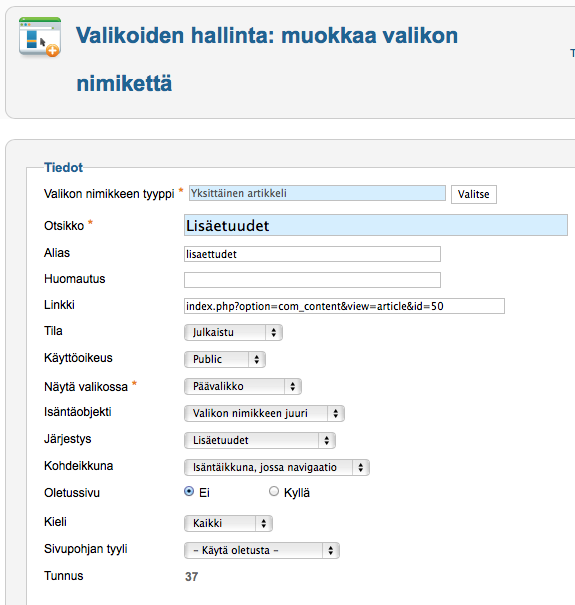 Valikoiden hallinta: muokkaa valikon
nimikettä
T
Tiedot
Valikon nimikkeen tyyppi * Yksittäinen artikkeli Valitse
Otsikko * Lisäetuudet
Alias lisaettudet
Huomautus
Linkki index.php?option=com_content&view=article&id=50
Tila Julkaistu
Käyttöoikeus Public
Näytä valikossa * Päävalikko
Isäntäobjekti Valikon nimikkeen juuri
Järjestys Lisäetuudet
Kohdeikkuna Isäntäikkuna, jossa navigaatio
Oletussivu Ei Kyllä
Kieli Kaikki
Sivupohjan tyyli - Käytä oletusta -
Tunnus 37